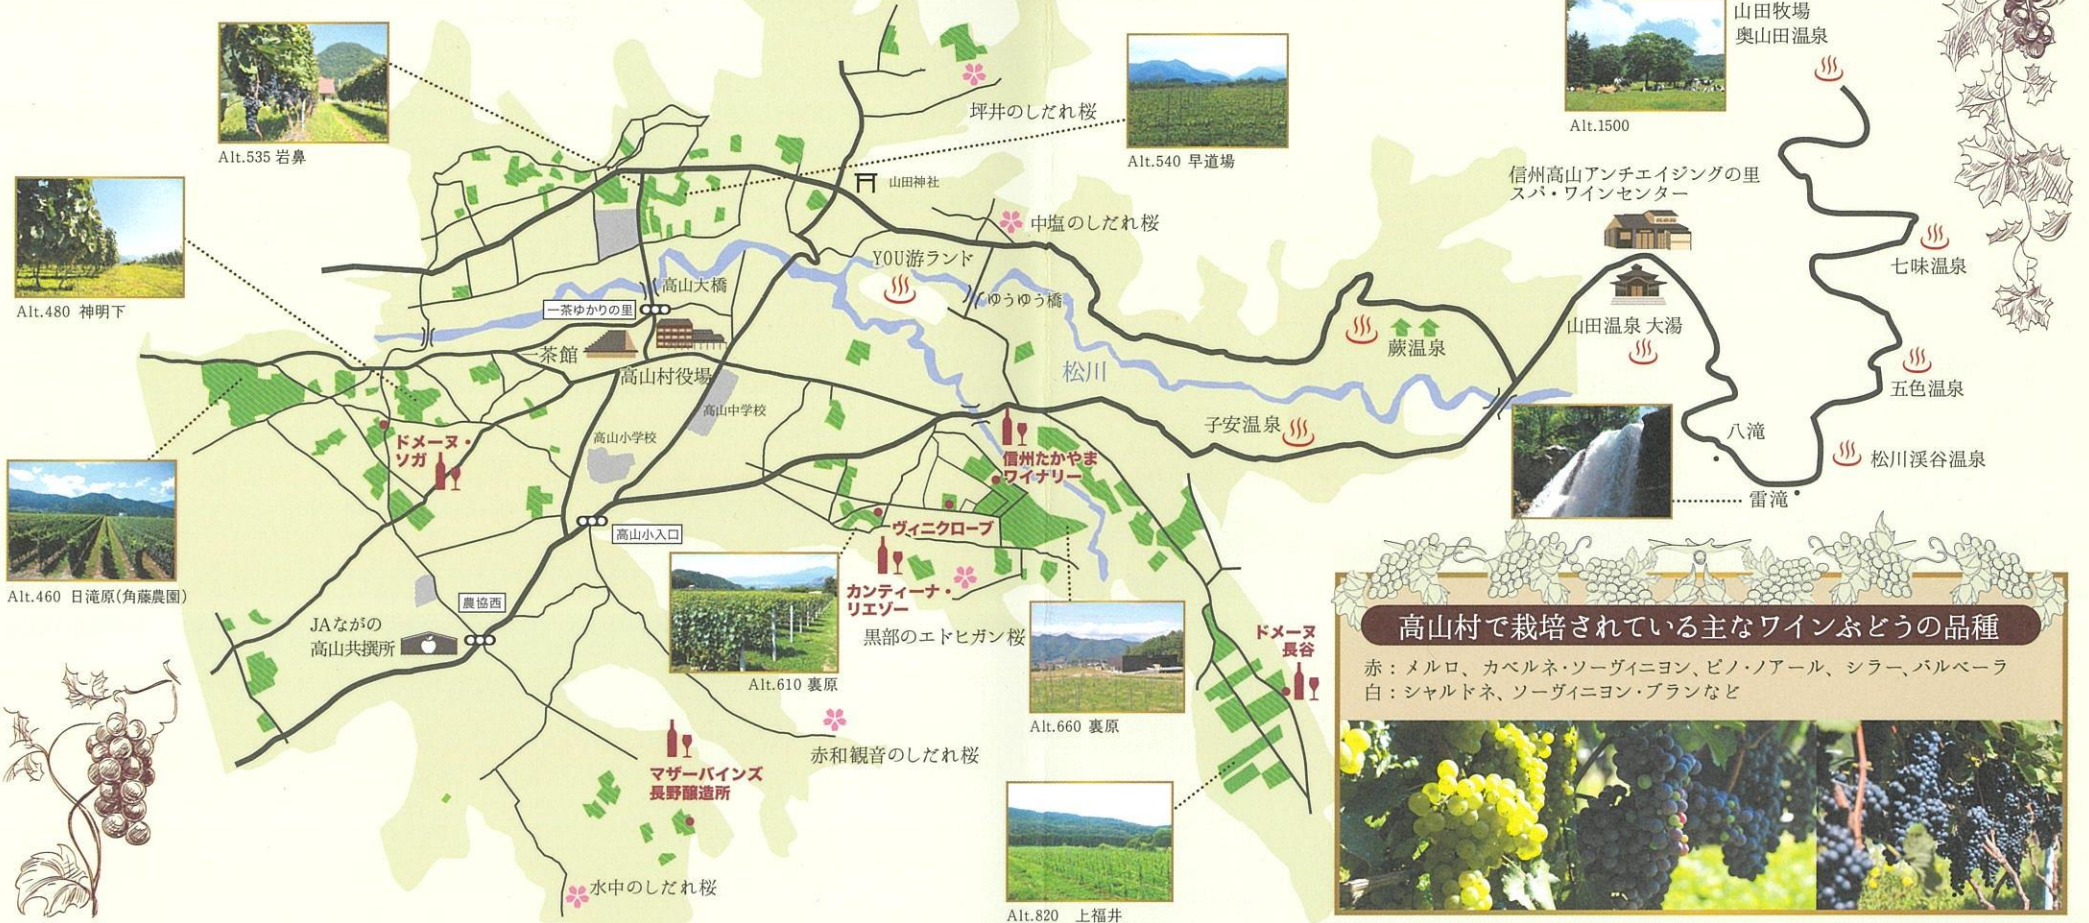 山田牧場
奥山田温泉
Alt.1500
坪井のしだれ桜
Alt.535 岩鼻
Alt.540 早道場
山田神社
中塩のしだれ桜
信州高山アンチエイジングの里
スパ・ワインセンター
YOU游ランド
七味温泉
高山大橋
ゆうゆう橋
一茶ゆかりの里
Alt.480 神明下
山田温泉 大湯
蕨温泉
一茶館
高山村役場
松川
五色温泉
高山中学校
子安温泉
八滝
高山小学校
ドメーヌ・
ソガ
信州たかやま
ワイナリー
松川渓谷温泉
雷滝
ヴィニクローブ
高山小入口
Alt.460 日滝原(角藤農園)
カンティーナ・
リエゾー
農協西
JAながの
高山共撰所
黒部のエドヒガン桜
ドメーヌ
長谷
Alt.610 裏原
Alt.660 裏原
赤和観音のしだれ桜
マザーバインズ
長野醸造所
水中のしだれ桜
Alt.820 上福井
高山村で栽培されている主なワインぶどうの品種
赤：メルロ、カベルネ・ソーヴィニヨン、ピノ・ノアール、シラー、バルベーラ
白：シャルドネ、ソーヴィニヨン・ブランなど